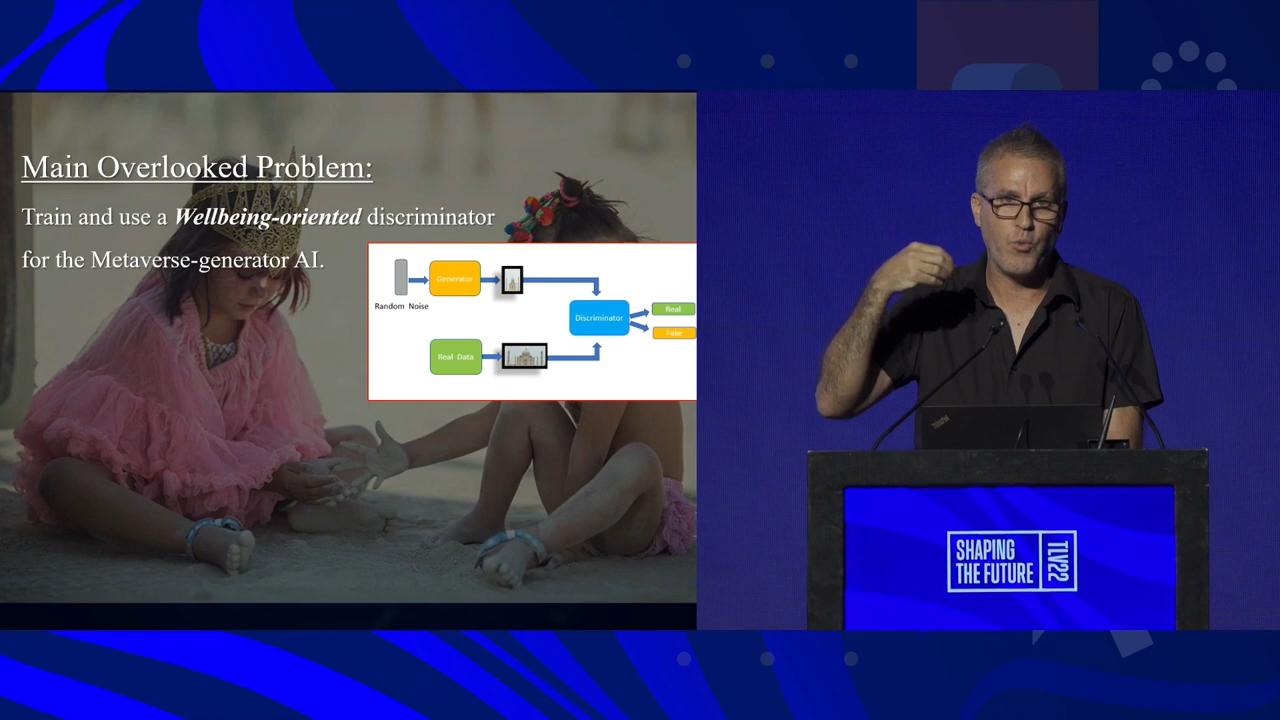 Main Overlooked Problem:
Train and use a Wellbeing-oriented discriminator
for the Metaverse-generator AI.
Generator
Random Noise
Discriminator
Real
Fake
Real Data
ThinkPad
SHAPING
THE FUTURE
TLV22